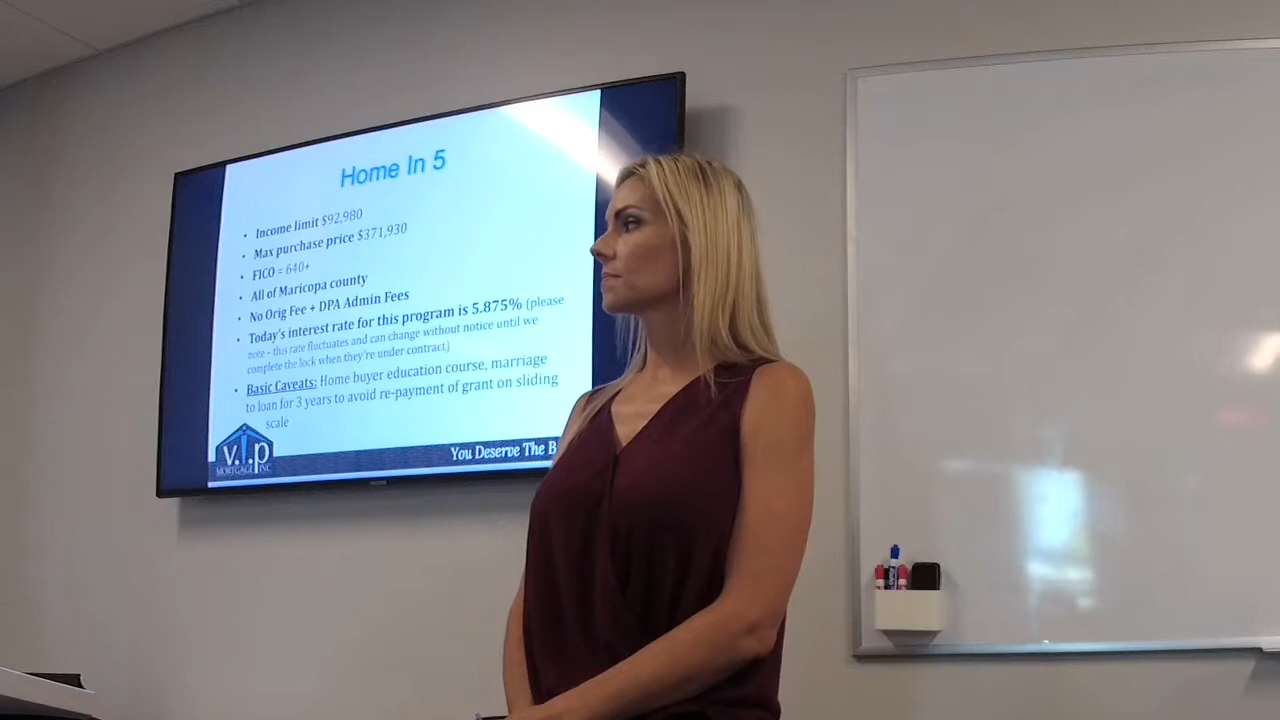 Home In 5
• Income limit $92,980
• Max purchase price $371,930
• FICO = 640+
• All of Maricopa county
• No Orig Fee + DPA Admin Fees
• Today's interest rate for this program is 5.875% (please
note – this rate fluctuates and can change without notice until we
complete the lock when they're under contract)
• Basic Caveats: Home buyer education course, marriage
to loan for 3 years to avoid re-payment of grant on sliding
scale
v.i.p
MORTGAGE INC
You Deserve The B